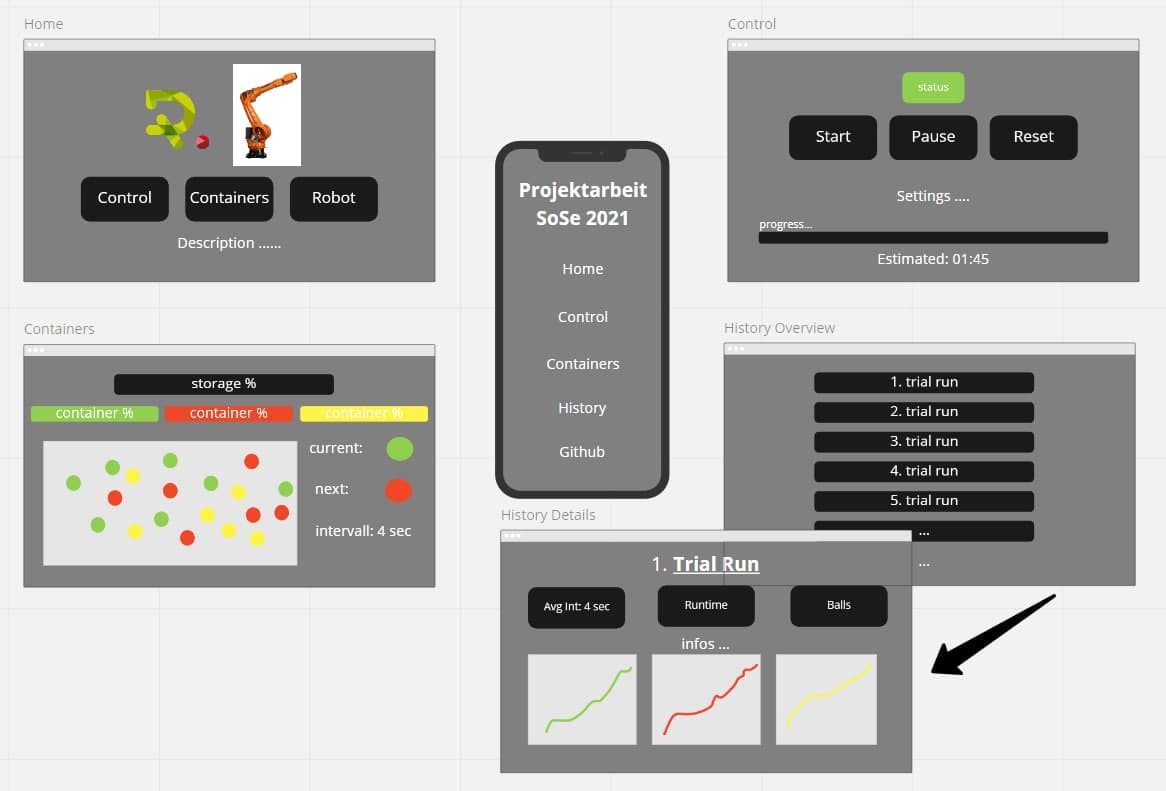 Home
Control
Containers
Robot
Description ......
Control
status
Start
Pause
Reset
Settings ....
progress...
Estimated: 01:45
Projektarbeit
SoSe 2021
Home
Control
Containers
History
Github
Containers
storage %
container %
container %
container %
current:
next:
intervall: 4 sec
History Overview
1. trial run
2. trial run
3. trial run
4. trial run
5. trial run
...
...
History Details
1. Trial Run
Avg Int: 4 sec
Runtime
Balls
infos ...